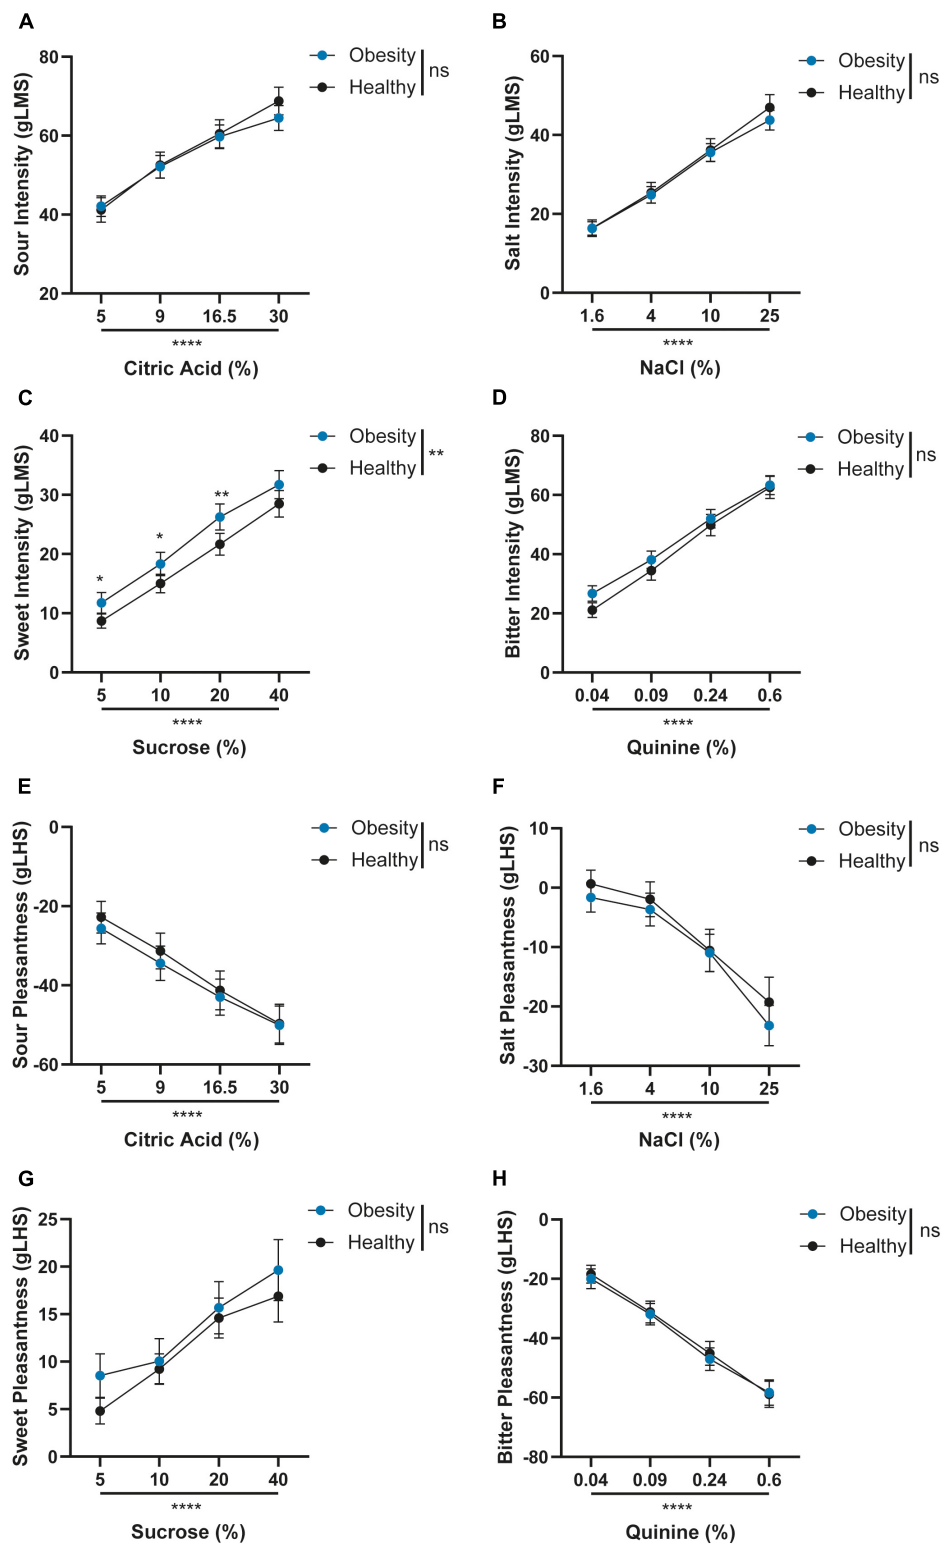 A
Obesity
Healthy
ns
Sour Intensity (gLMS)
80
60
40
20
5 9 16.5 30
****
Citric Acid (%)
B
Obesity
Healthy
ns
Salt Intensity (gLMS)
60
40
20
0
1.6 4 10 25
****
NaCl (%)
C
Obesity
Healthy
**
Sweet Intensity (gLMS)
40
30
20
10
0
* * **
5 10 20 40
****
Sucrose (%)
D
Obesity
Healthy
ns
Bitter Intensity (gLMS)
80
60
40
20
0
0.04 0.09 0.24 0.6
****
Quinine (%)
E
Obesity
Healthy
ns
Sour Pleasantness (gLHS)
0
-20
-40
-60
5 9 16.5 30
****
Citric Acid (%)
F
Obesity
Healthy
ns
Salt Pleasantness (gLHS)
10
0
-10
-20
-30
1.6 4 10 25
****
NaCl (%)
G
Obesity
Healthy
ns
Sweet Pleasantness (gLHS)
25
20
15
10
5
0
5 10 20 40
****
Sucrose (%)
H
Obesity
Healthy
ns
Bitter Pleasantness (gLHS)
0
-20
-40
-60
-80
0.04 0.09 0.24 0.6
****
Quinine (%)